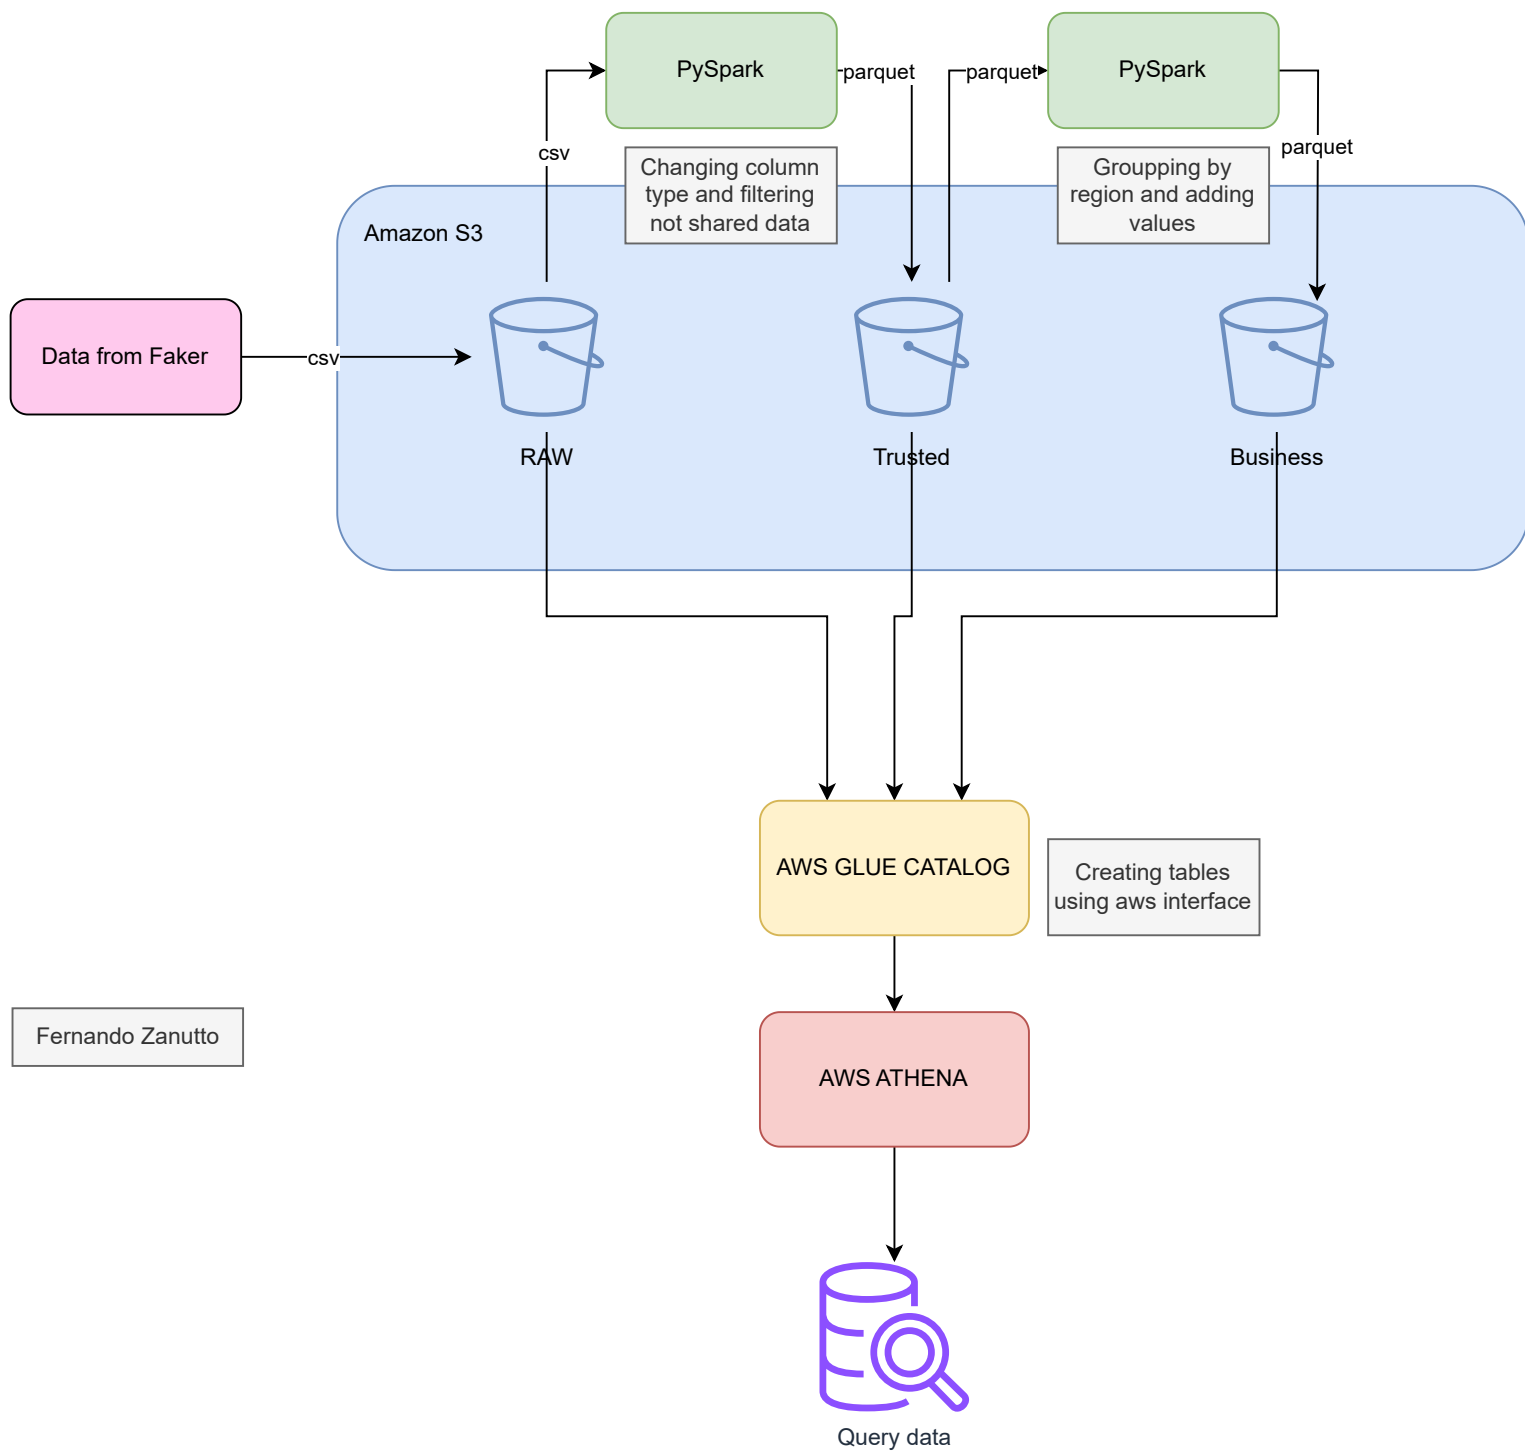 PySpark
parquet
parquet
PySpark
csv
Changing column
type and filtering
not shared data
Groupping by
region and adding
values
parquet
Amazon S3
Data from Faker
csv
RAW
Trusted
Business
AWS GLUE CATALOG
Creating tables
using aws interface
Fernando Zanutto
AWS ATHENA
Query data